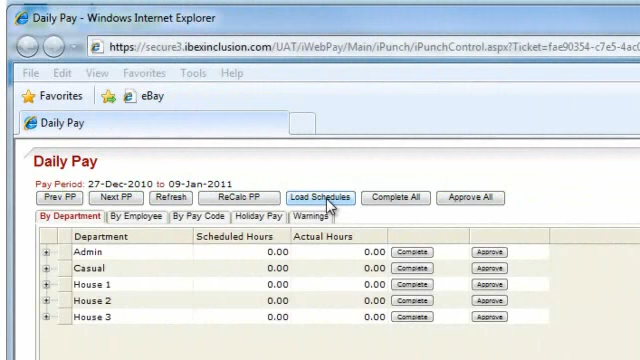 Daily Pay - Windows Internet Explorer
https://secure3.ibexinclusion.com/UAT/iWebPay/Main/iPunch/iPunchControl.aspx?Ticket=fae90354-c7e5-4ac0
File Edit View Favorites Tools Help
Favorites eBay
Daily Pay
Daily Pay
Pay Period: 27-Dec-2010 to 09-Jan-2011
Prev PP Next PP Refresh ReCalc PP Load Schedules Complete All Approve All
By Department By Employee By Pay Code Holiday Pay Warnings
Department Scheduled Hours Actual Hours
Admin 0.00 0.00 Complete Approve
Casual 0.00 0.00 Complete Approve
House 1 0.00 0.00 Complete Approve
House 2 0.00 0.00 Complete Approve
House 3 0.00 0.00 Complete Approve